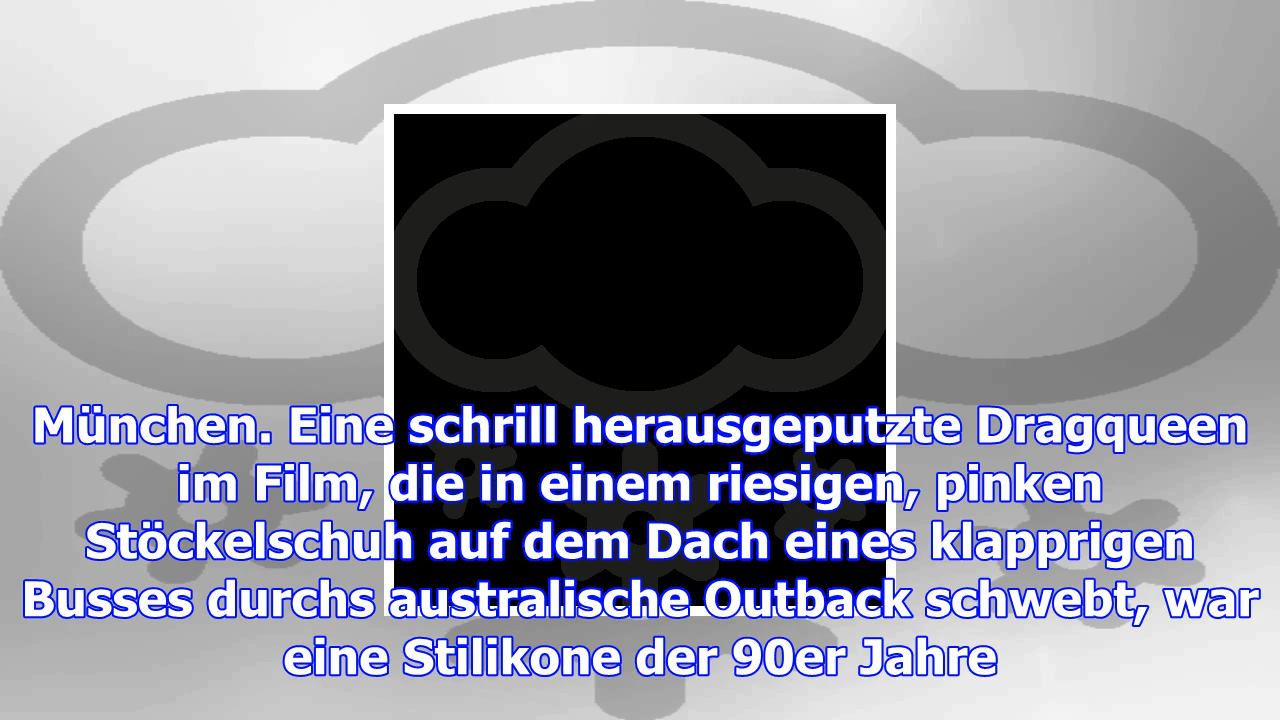 München. Eine schrill herausgeputzte Dragqueen
im Film, die in einem riesigen, pinken
Stöckelschuh auf dem Dach eines klapprigen
Busses durchs australische Outback schwebt, war
eine Stilikone der 90er Jahre